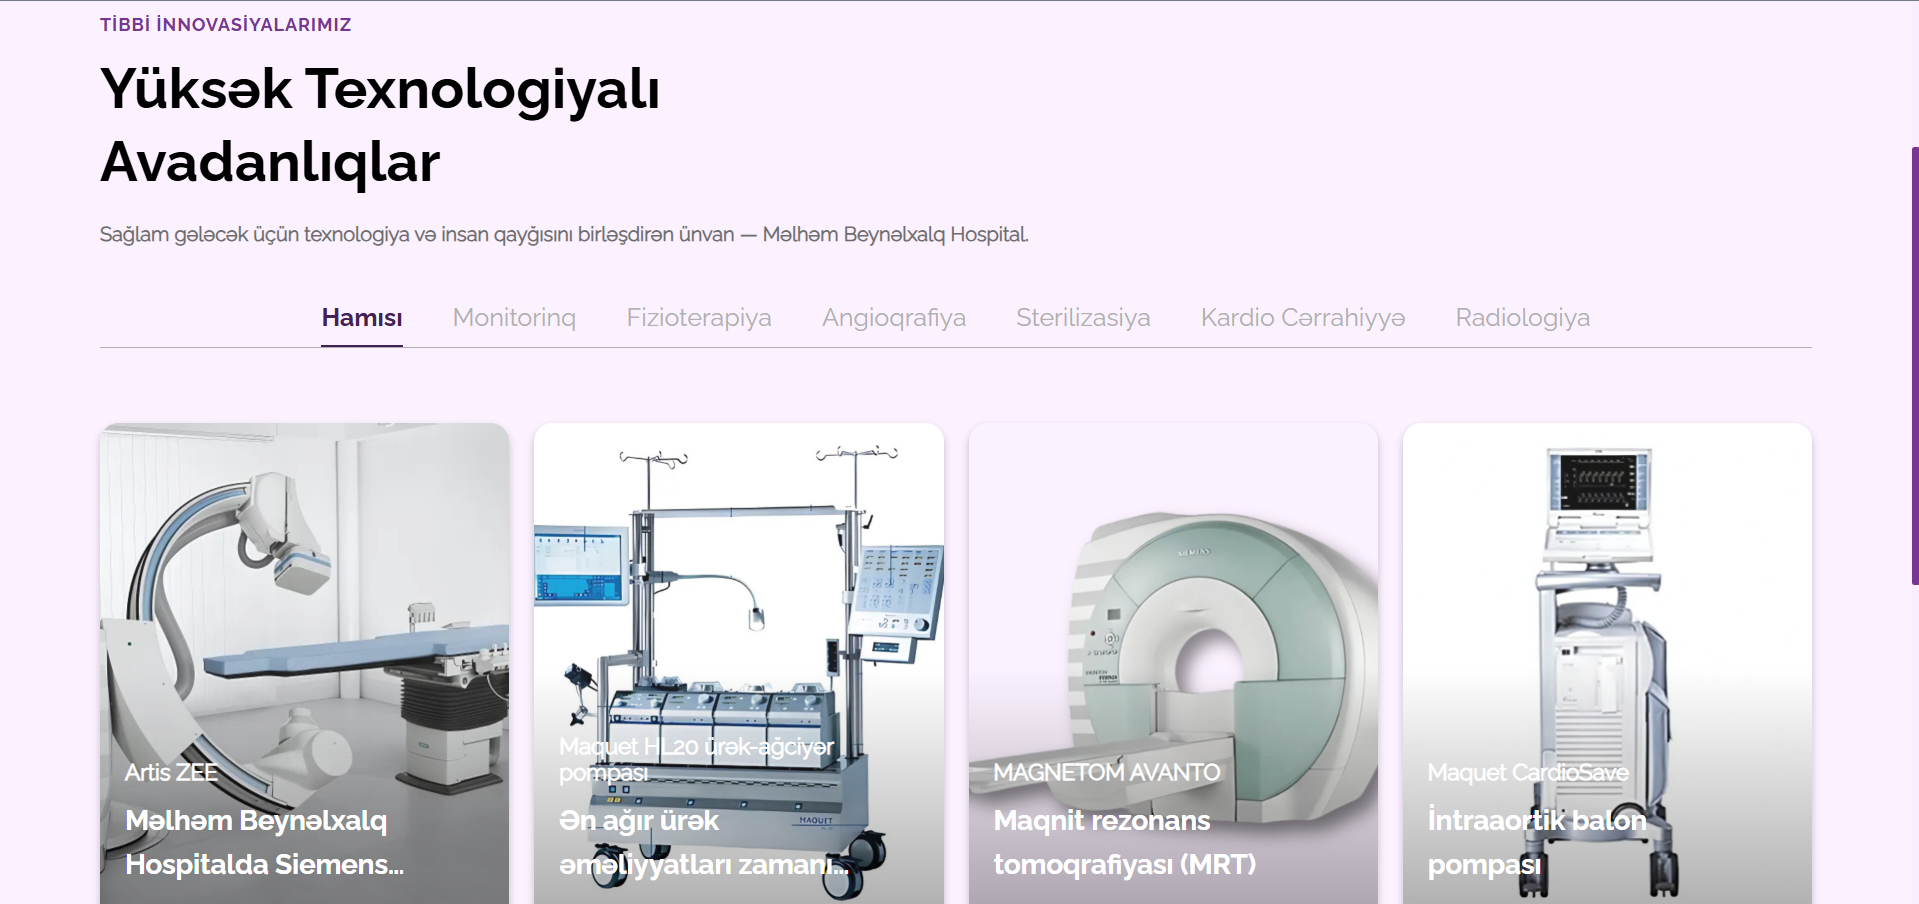 TİBBİ İNNOVASİYALARIMIZ
Yüksək Texnologiyalı
Avadanlıqlar
Sağlam gələcək üçün texnologiya və insan qayğısını birləşdirən ünvan — Məlhəm Beynəlxalq Hospital.
Hamısı Monitorinq Fizioterapiya Angioqrafiya Sterilizasiya Kardio Cərrahiyyə Radiologiya
Artis ZEE
Məlhəm Beynəlxalq
Hospitalda Siemens...
Maquet HL20 ürək-ağciyər
pompası
Ən ağır ürək
əməliyyatları zamanı...
MAQUET
SIEMENS
MAGNETOM AVANTO
Maqnit rezonans
tomoqrafiyası (MRT)
Maquet CardioSave
İntraaortik balon
pompası